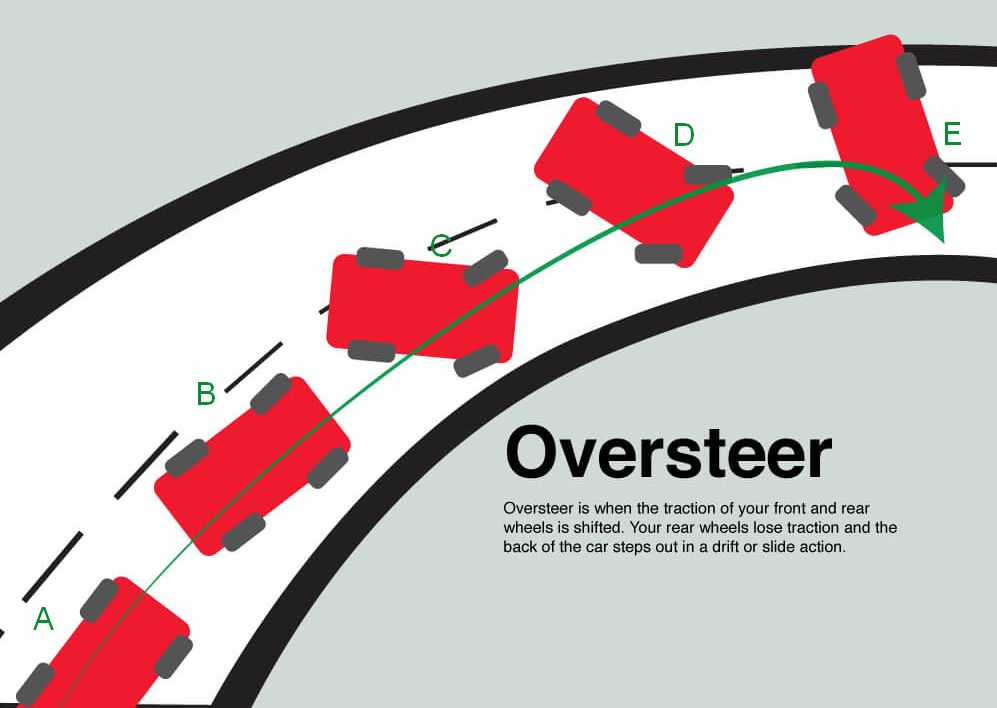 D
E
C
B
A
Oversteer
Oversteer is when the traction of your front and rear
wheels is shifted. Your rear wheels lose traction and the
back of the car steps out in a drift or slide action.